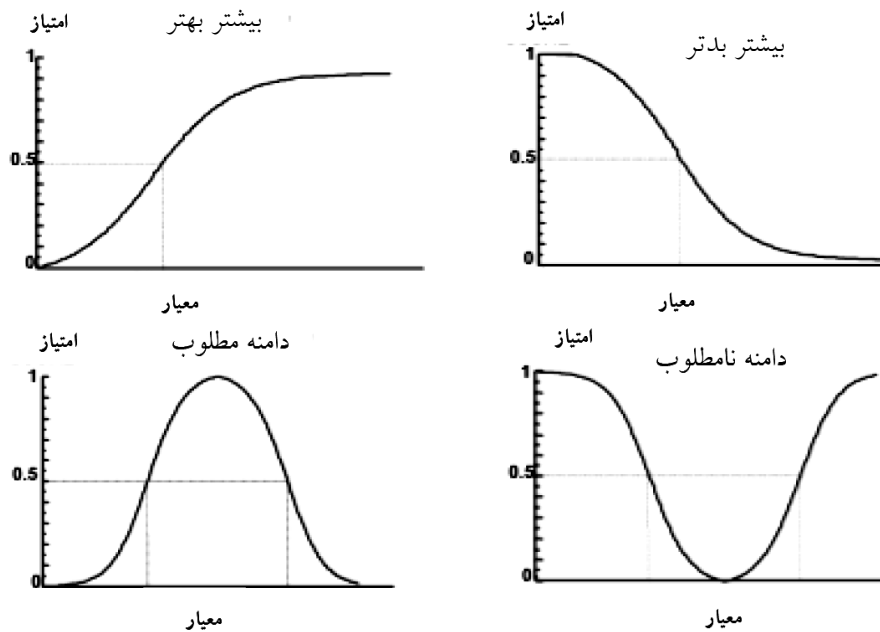 امتیاز
بیشتر بهتر
1
0.5
0
معیار
امتیاز
بیشتر بدتر
1
0.5
0
معیار
امتیاز
دامنه مطلوب
1
0.5
0
معیار
امتیاز
دامنه نامطلوب
1
0.5
0
معیار